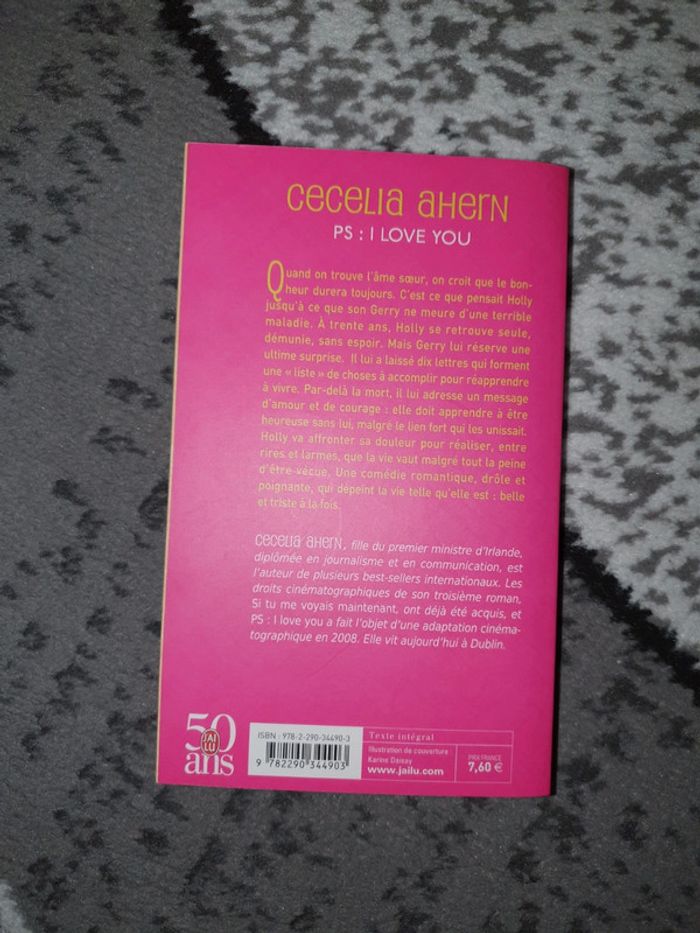 CECELIA AHERN
PS : I LOVE YOU
Quand on trouve l'âme sœur, on croit que le bon-
heur durera toujours. C'est ce que pensait Holly
jusqu'à ce que son Gerry ne meure d'une terrible
maladie. À trente ans, Holly se retrouve seule,
démunie, sans espoir. Mais Gerry lui réserve une
ultime surprise. Il lui a laissé dix lettres qui forment
une « liste » de choses à accomplir pour réapprendre
à vivre. Par-delà la mort, il lui adresse un message
d'amour et de courage : elle doit apprendre à être
heureuse sans lui, malgré le lien fort qui les unissait.
Holly va affronter sa douleur pour réaliser, entre
rires et larmes, que la vie vaut malgré tout la peine
d'être vécue. Une comédie romantique, drôle et
poignante, qui dépeint la vie telle qu'elle est : belle
et triste à la fois.
CECELIA AHERN, fille du premier ministre d'Irlande,
diplômée en journalisme et en communication, est
l'auteur de plusieurs best-sellers internationaux. Les
droits cinématographiques de son troisième roman,
Si tu me voyais maintenant, ont déjà été acquis, et
PS : I love you a fait l'objet d'une adaptation cinéma-
tographique en 2008. Elle vit aujourd'hui à Dublin.
50
J'AI
LU
ans
ISBN : 978-2-290-34490-3
9 782290 344903
Texte intégral
Illustration de couverture :
Karine Daisay
www.jailu.com
PRIX FRANCE
7,60 €